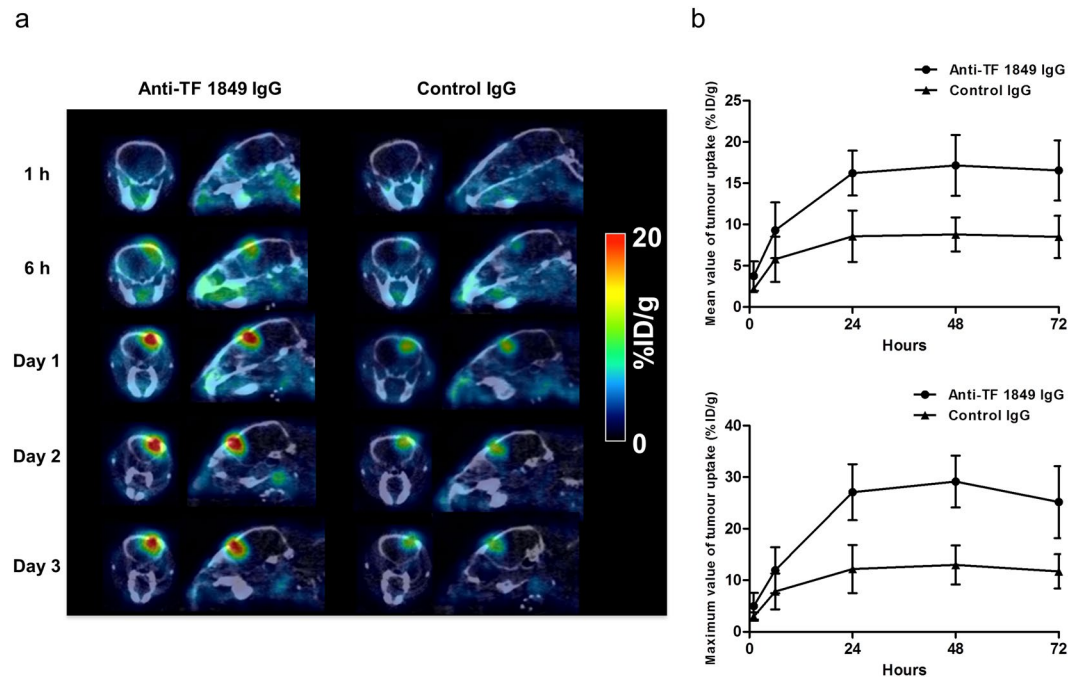 a
Anti-TF 1849 IgG
Control IgG
1 h
6 h
Day 1
Day 2
Day 3
20
%ID/g
0
b
Anti-TF 1849 IgG
Control IgG
Mean value of tumour uptake (%ID/g)
25
20
15
10
5
0
0
24
48
72
Hours
Anti-TF 1849 IgG
Control IgG
Maximum value of tumour uptake (%ID/g)
40
30
20
10
0
0
24
48
72
Hours